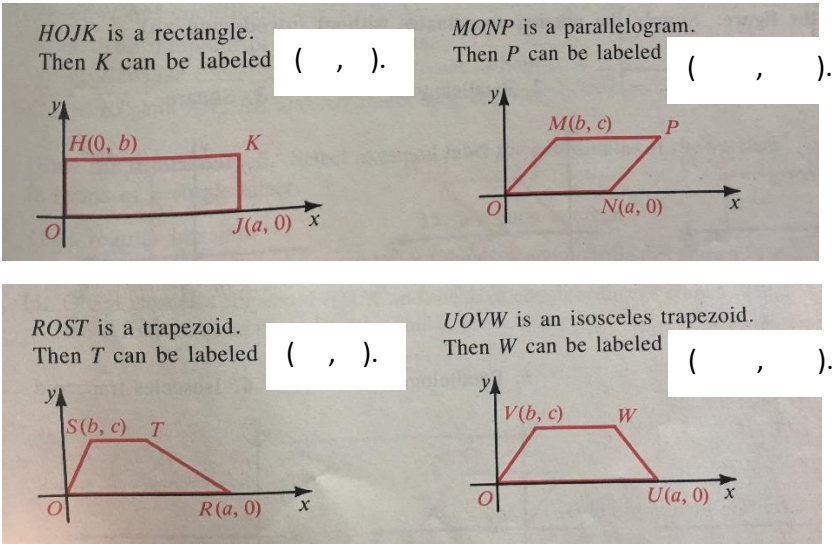 HOJK is a rectangle.
Then K can be labeled ( , ).
y
H(0, b) K
O J(a, 0) x
MONP is a parallelogram.
Then P can be labeled ( , ).
y
M(b, c) P
O N(a, 0) x
ROST is a trapezoid.
Then T can be labeled ( , ).
y
S(b, c) T
O R(a, 0) x
UOVW is an isosceles trapezoid.
Then W can be labeled ( , ).
y
V(b, c) W
O U(a, 0) x